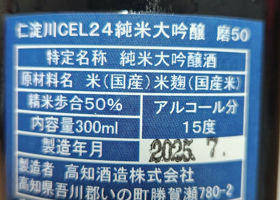 仁淀川CEL24純米大吟醸 磨50
特定名称 純米大吟醸酒
原材料名 米(国産)米麹(国産米)
精米歩合50% アルコール分
内容量300ml 15度
製造年月 2025.7.
製造者 高知酒造株式会社
高知県吾川郡いの町勝賀瀬780-2